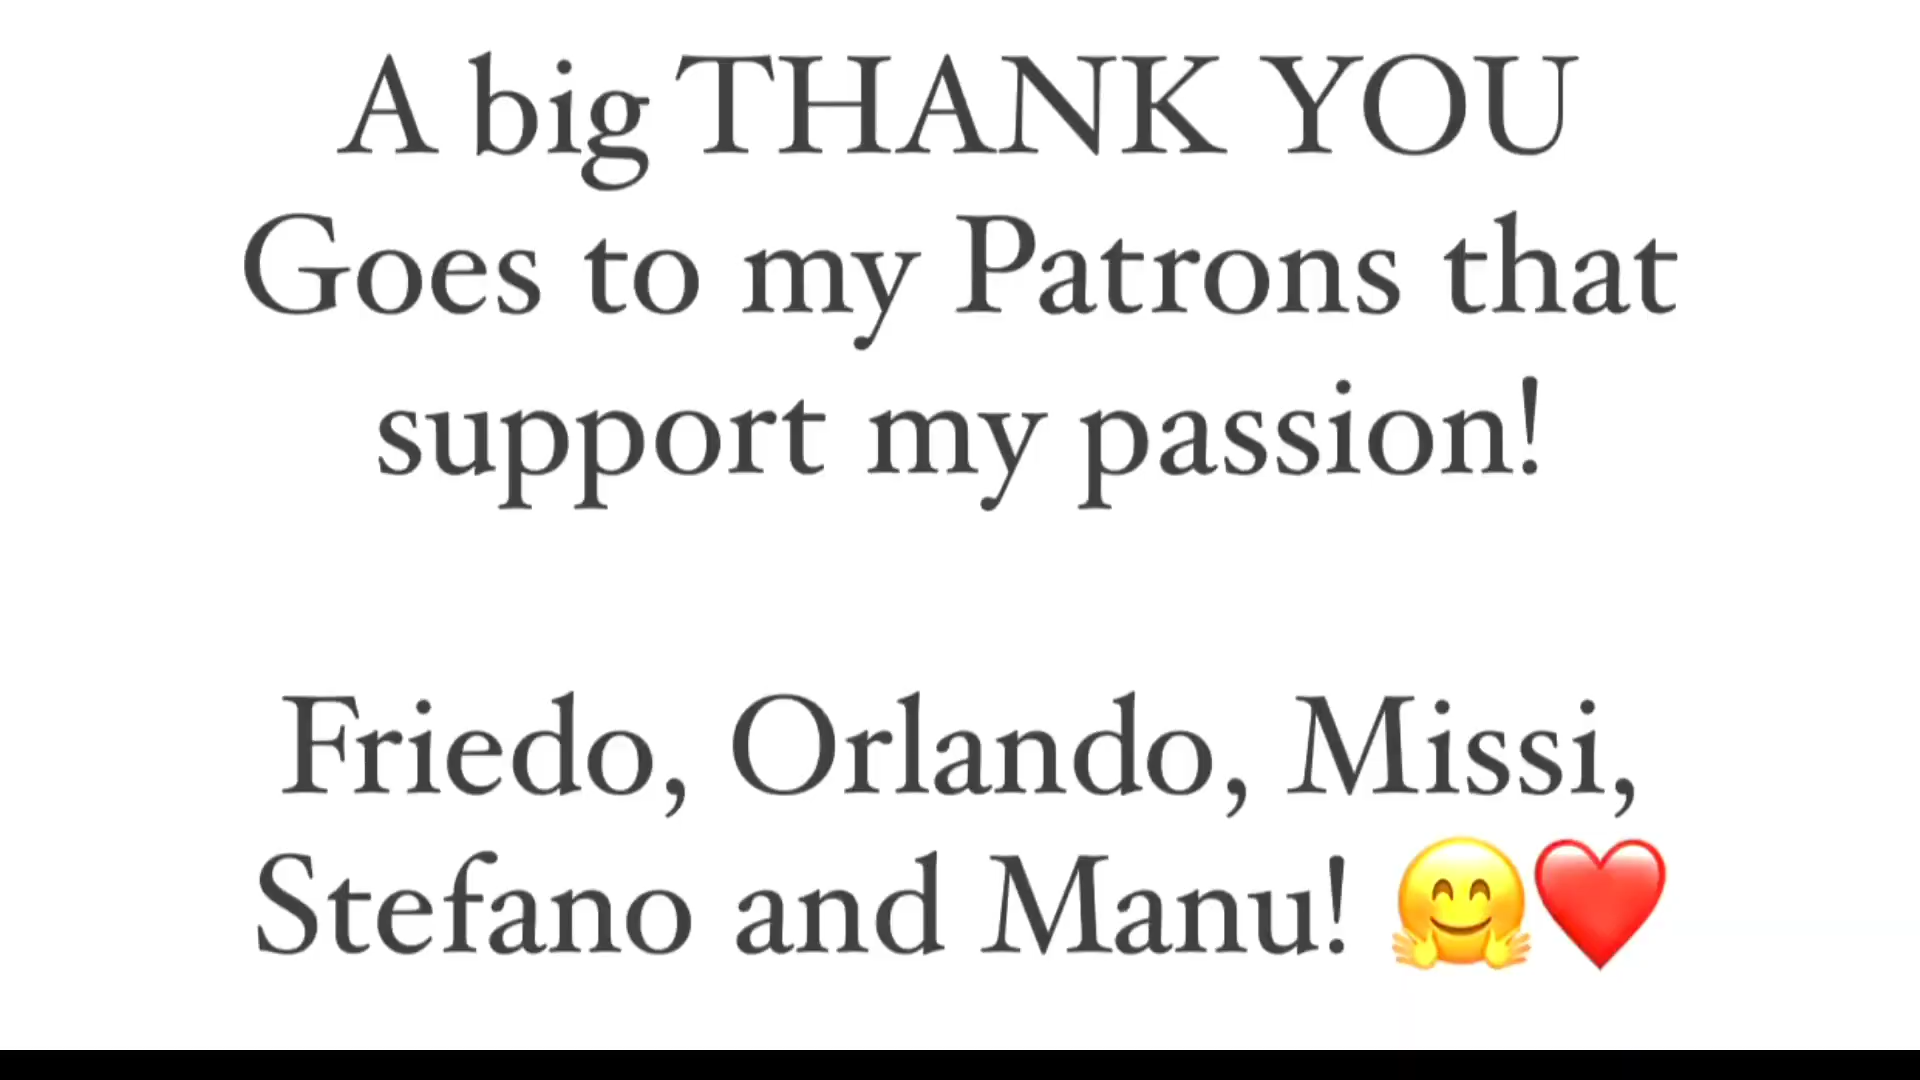 A big THANK YOU
Goes to my Patrons that
support my passion!
Friedo, Orlando, Missi,
Stefano and Manu! 🤗❤️